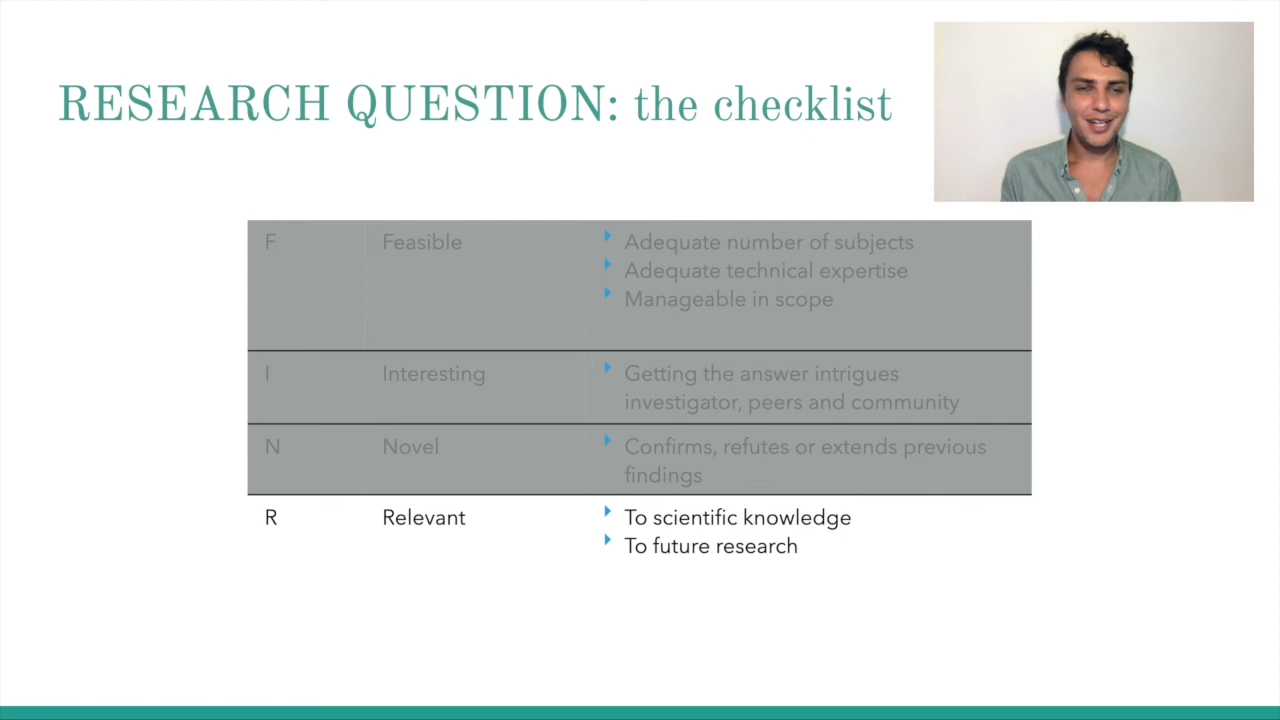 RESEARCH QUESTION: the checklist
F Feasible Adequate number of subjects
Adequate technical expertise
Manageable in scope
I Interesting Getting the answer intrigues
investigator, peers and community
N Novel Confirms, refutes or extends previous
findings
R Relevant To scientific knowledge
To future research